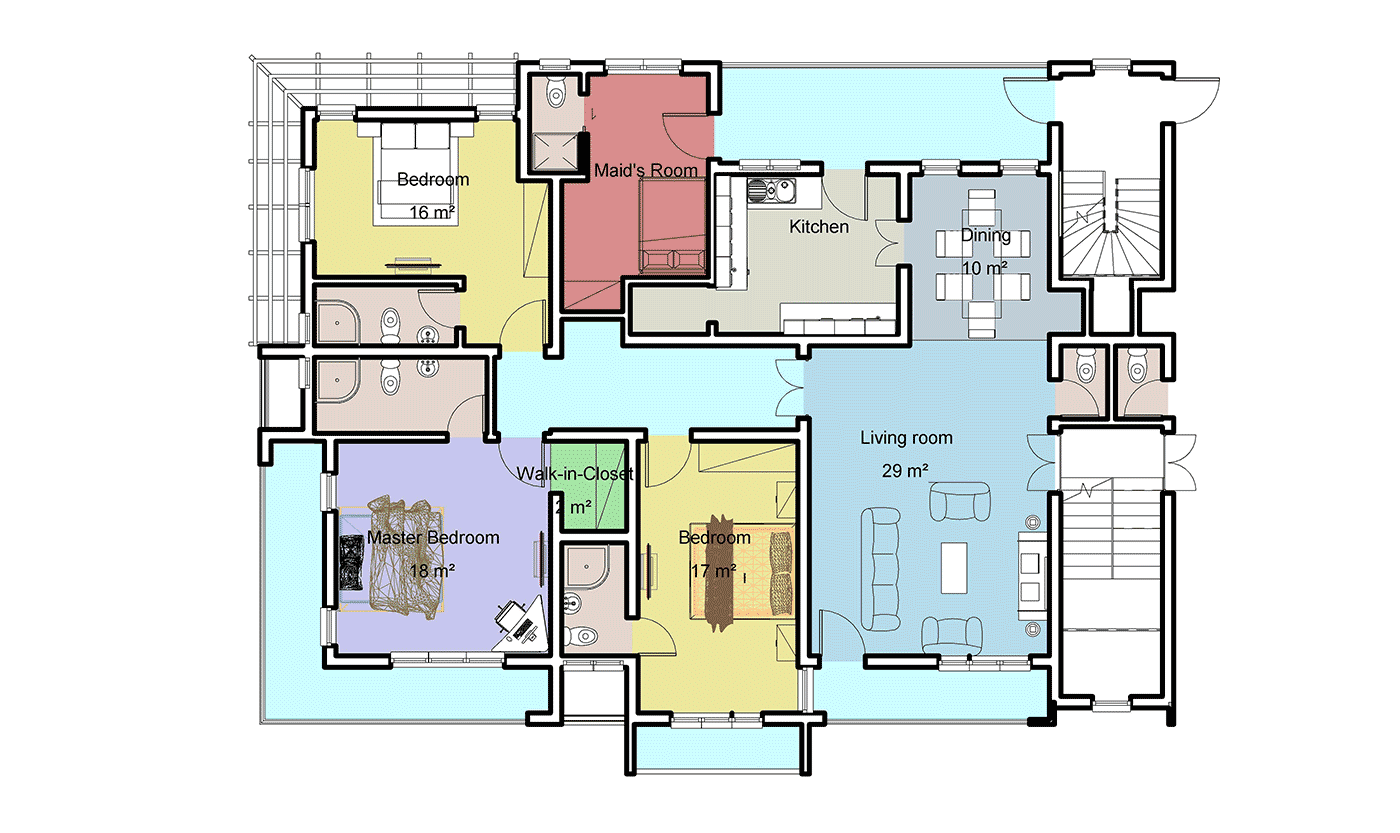 Maid's Room
Bedroom
16 m²
Kitchen
Dining
10 m²
Living room
29 m²
Walk-in-Closet
2 m²
Master Bedroom
18 m²
Bedroom
17 m²